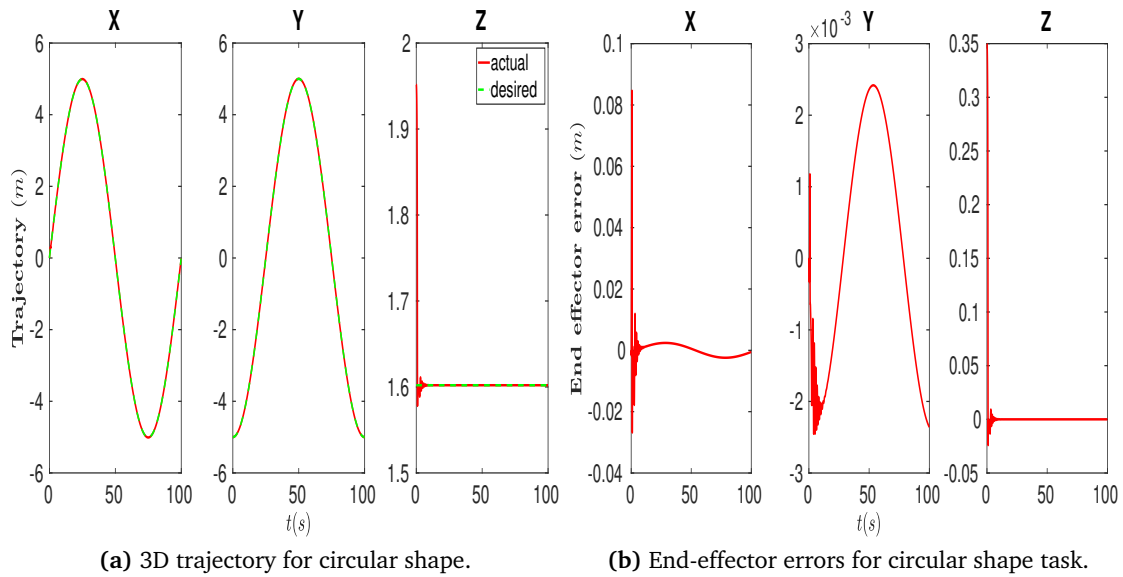 X Y Z X Y Z
×10⁻³
6 6 2 0.1 3 0.35
actual
desired
4 4 1.9 0.08 2 0.3
0.25
2 2 1.8 0.06 1 0.2
0.04
0 0 1.7 0.02 0 0.15
-2 -2 0 -1 0.1
1.6 0.05
-4 -4 -0.02 -2 0
-6 -6 1.5 -0.04 -3 -0.05
Trajectory (m)
End effector error (m)
0 50 100 0 50 100 0 50 100 0 50 100 0 50 100 0 50 100
t(s) t(s)
(a) 3D trajectory for circular shape. (b) End-effector errors for circular shape task.